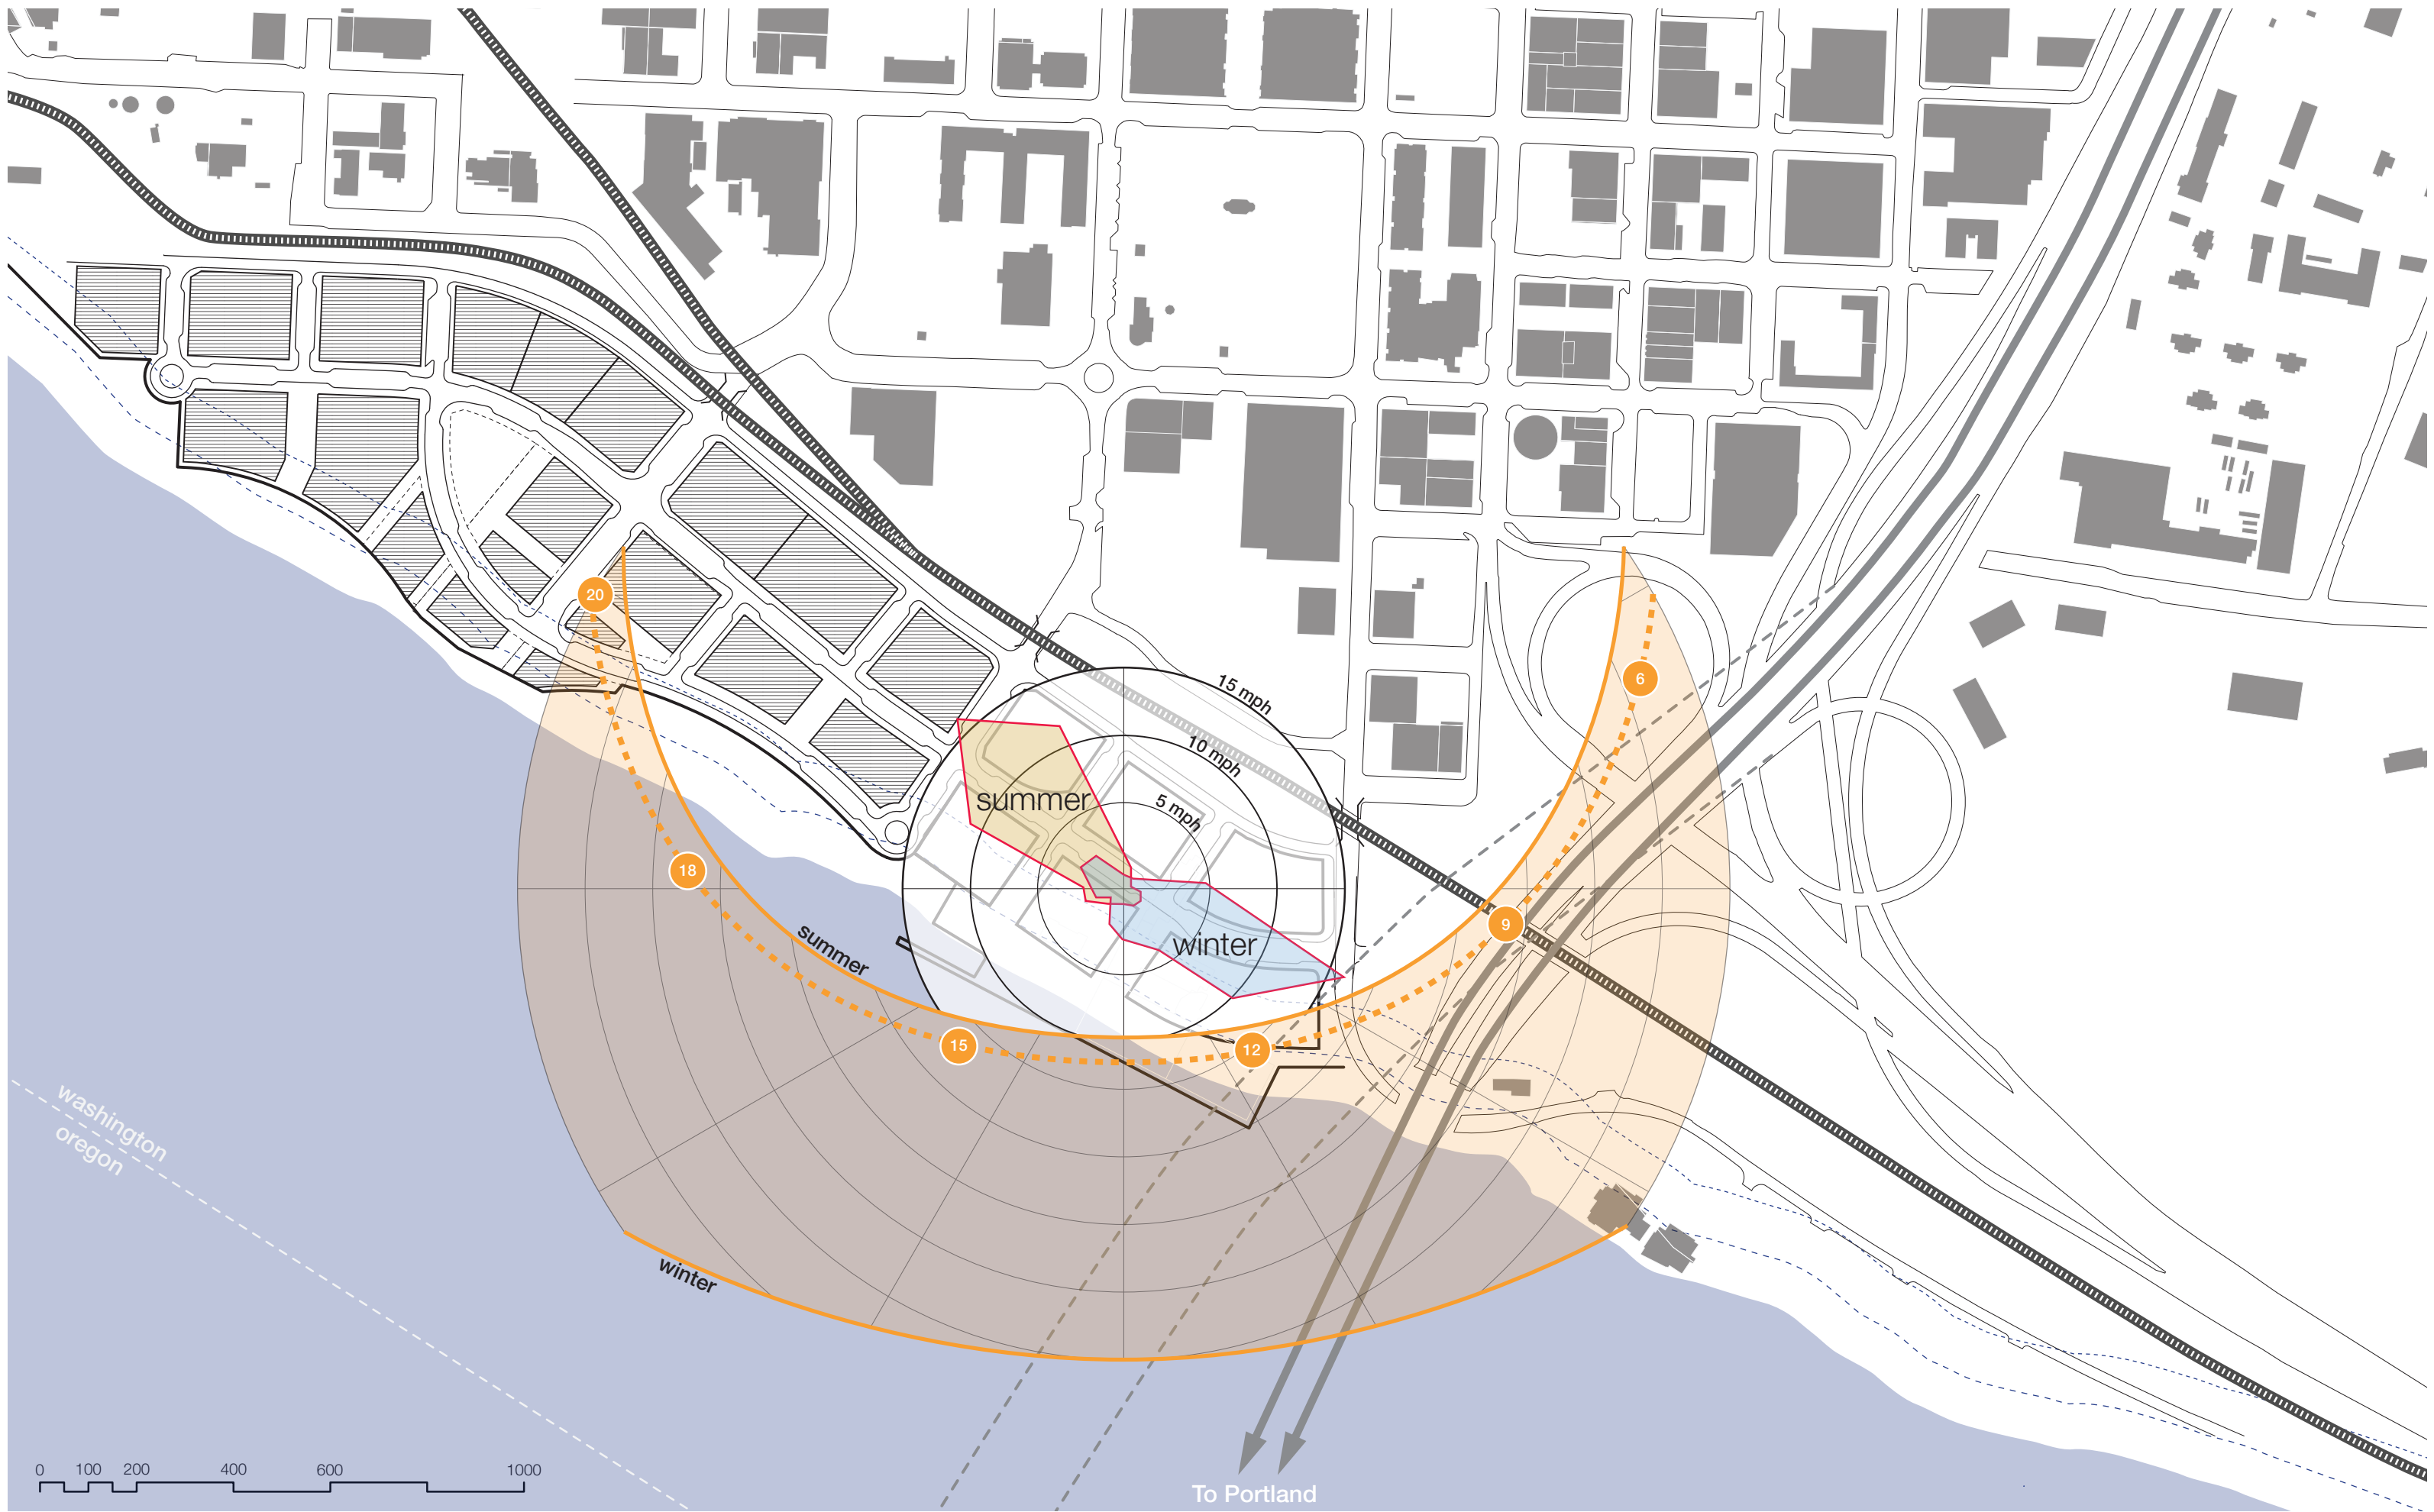 20
6
15 mph
10 mph
summer
5 mph
18
9
summer
winter
15
12
washington
oregon
winter
0 100 200 400 600 1000
To Portland